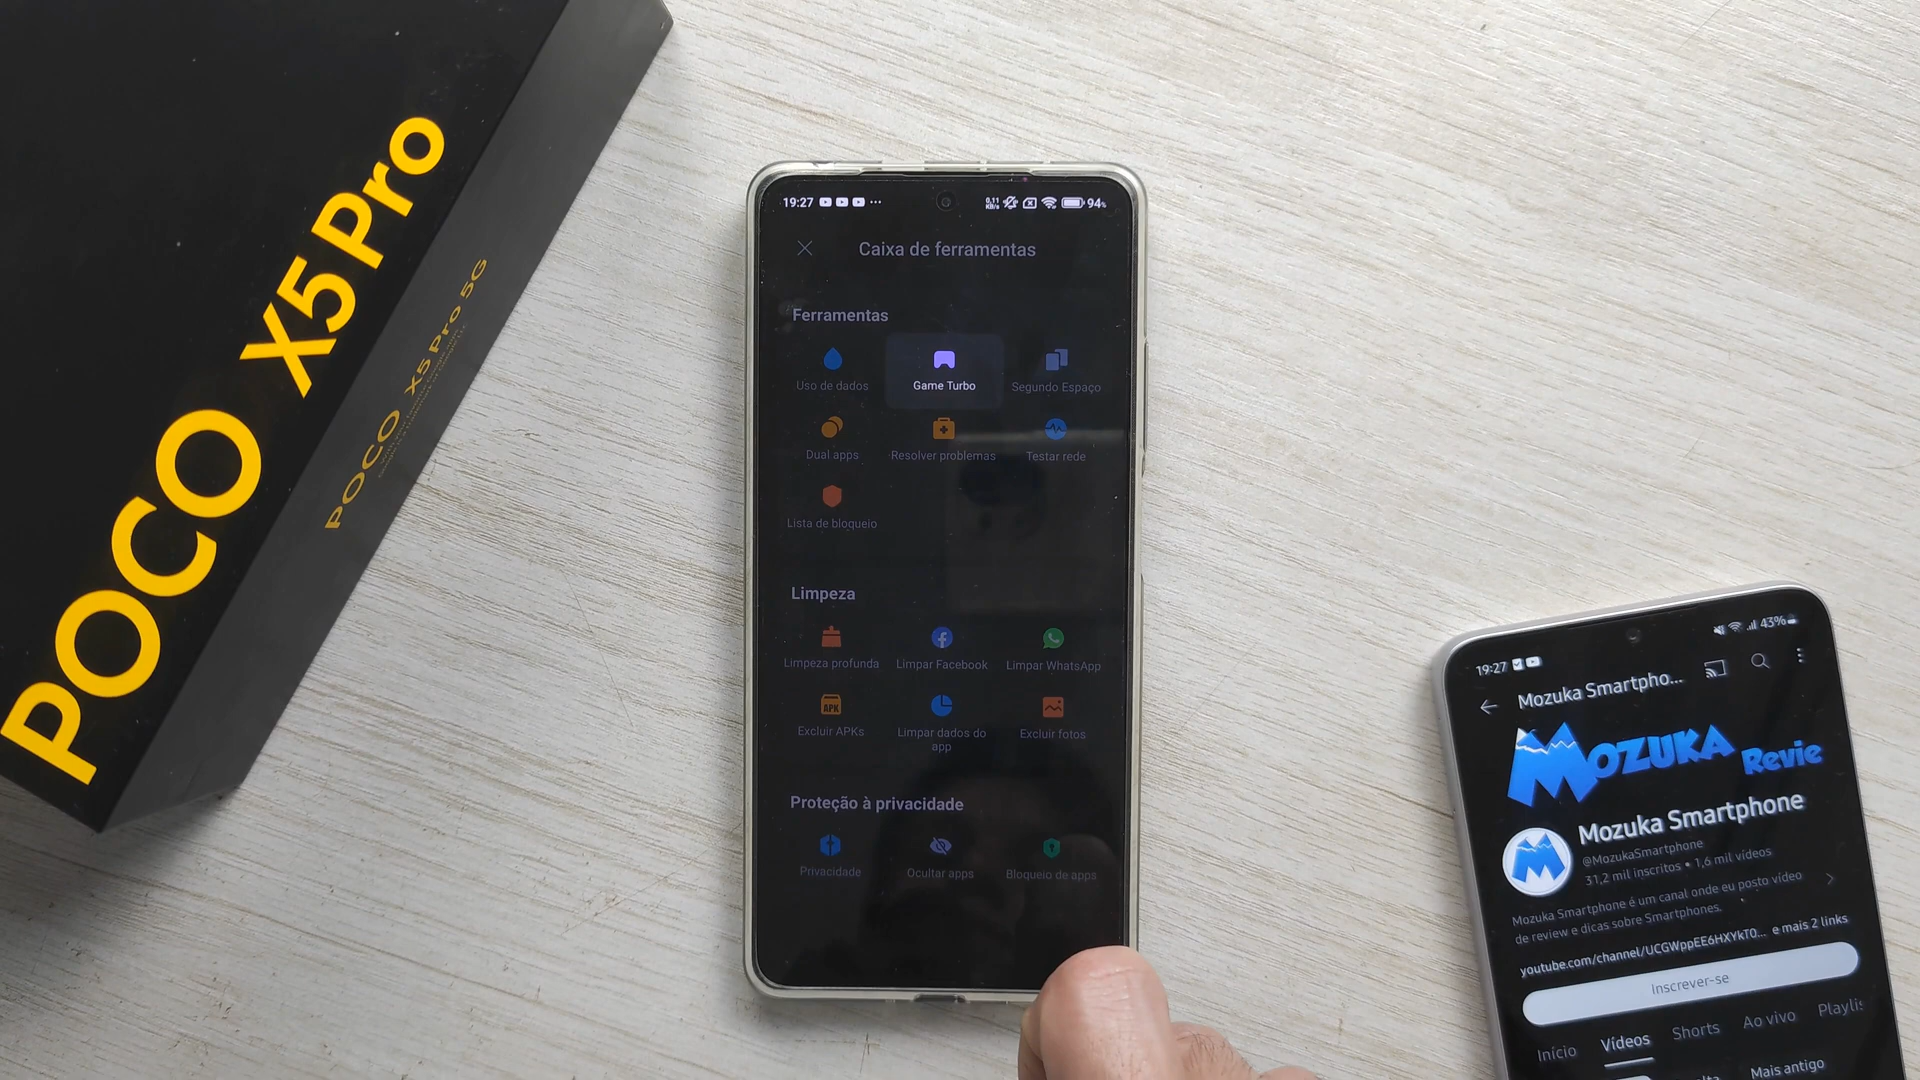 POCO X5Pro
POCO X5 Pro 5G
19:27
0,11
KB/s
94%
Caixa de ferramentas
Ferramentas
Uso de dados
Game Turbo
Segundo Espaço
Dual apps
Resolver problemas
Testar rede
Lista de bloqueio
Limpeza
Limpeza profunda
Limpar Facebook
Limpar WhatsApp
APK
Excluir APKs
Limpar dados do
app
Excluir fotos
Proteção à privacidade
Privacidade
Ocultar apps
Bloqueio de apps
19:27
43%
Mozuka Smartpho...
MOZUKA Revie
Mozuka Smartphone
@MozukaSmartphone
31,2 mil inscritos • 1,6 mil vídeos
Mozuka Smartphone é um canal onde eu posto vídeo
de review e dicas sobre Smartphones.
youtube.com/channel/UCGWppEE6HXYkT0... e mais 2 links
Inscrever-se
Início
Vídeos
Shorts
Ao vivo
Playlis
Mais antigo